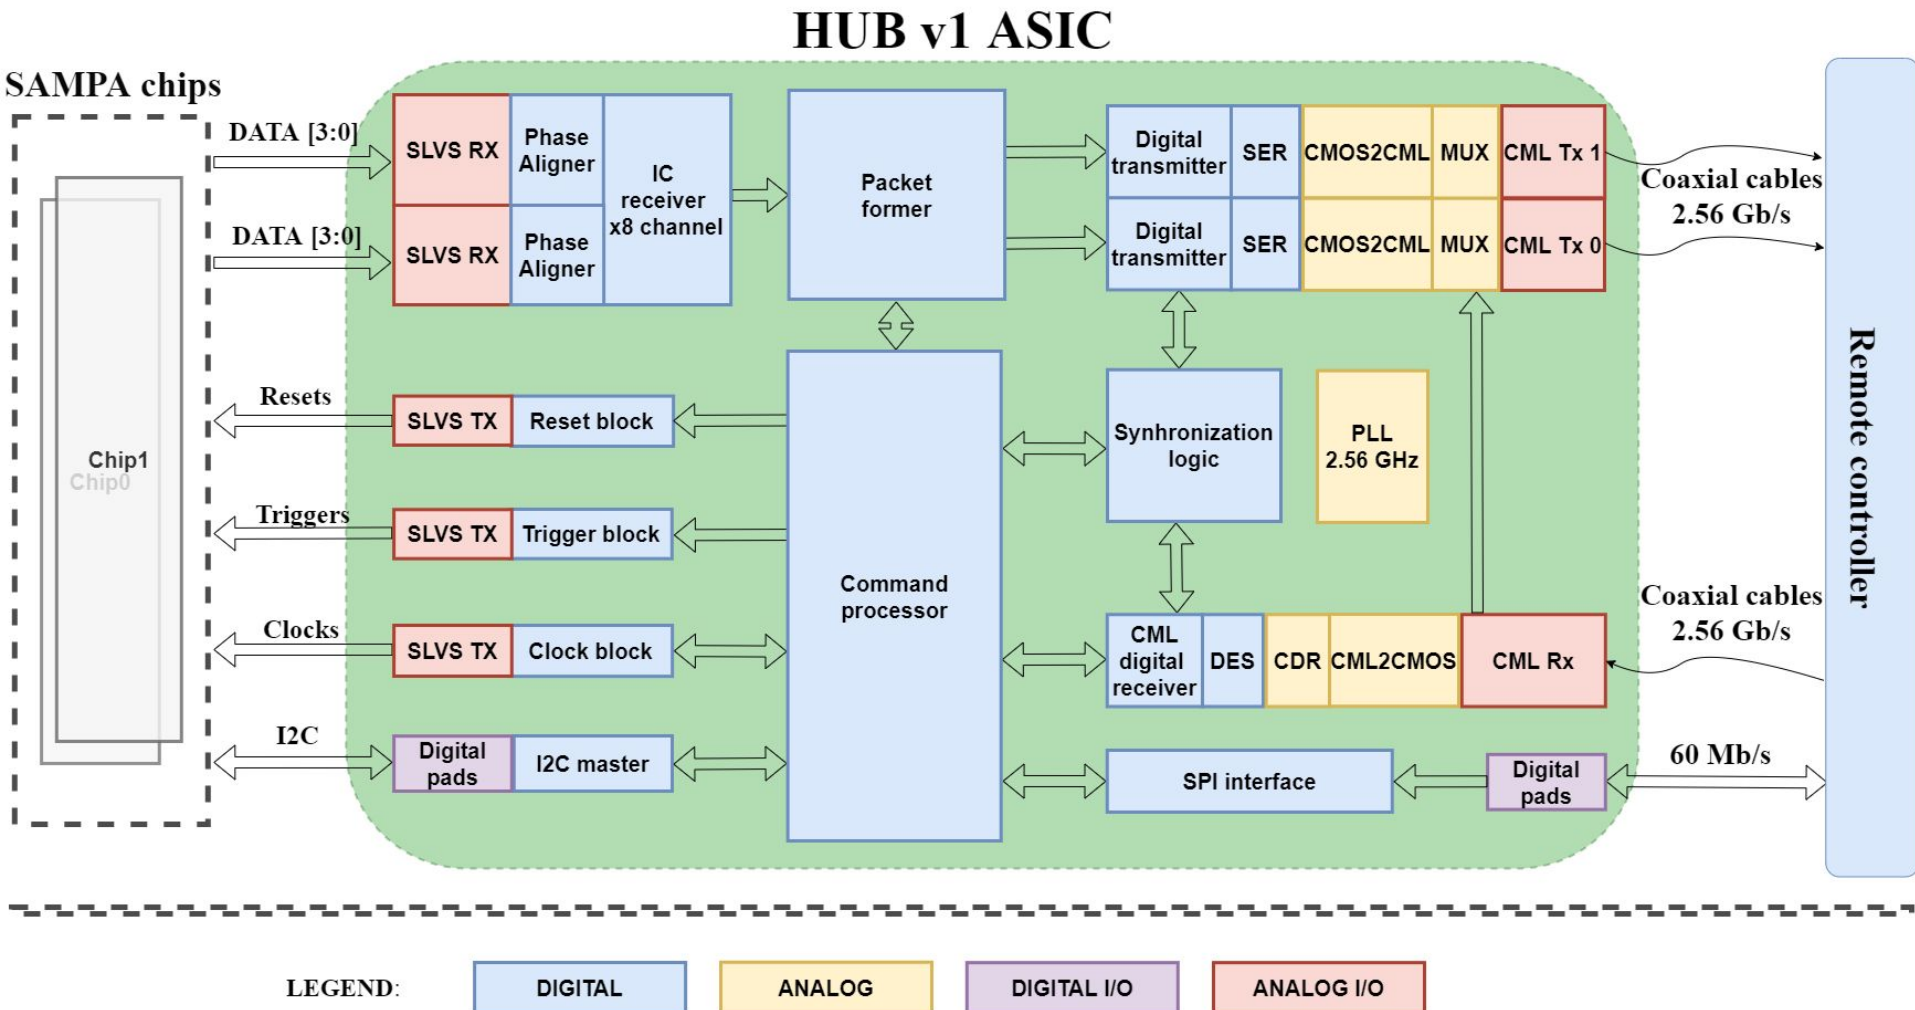 HUB v1 ASIC
SAMPA chips
DATA [3:0]
DATA [3:0]
Resets
Triggers
Clocks
I2C
Chip1
Chip0
SLVS RX
Phase
Aligner
SLVS RX
Phase
Aligner
IC
receiver
x8 channel
Packet
former
Digital
transmitter
SER
CMOS2CML
MUX
CML Tx 1
Digital
transmitter
SER
CMOS2CML
MUX
CML Tx 0
Coaxial cables
2.56 Gb/s
SLVS TX
Reset block
SLVS TX
Trigger block
SLVS TX
Clock block
Digital
pads
I2C master
Command
processor
Synhronization
logic
PLL
2.56 GHz
CML
digital
receiver
DES
CDR
CML2CMOS
CML Rx
Coaxial cables
2.56 Gb/s
SPI interface
Digital
pads
60 Mb/s
Remote controller
LEGEND:
DIGITAL
ANALOG
DIGITAL I/O
ANALOG I/O